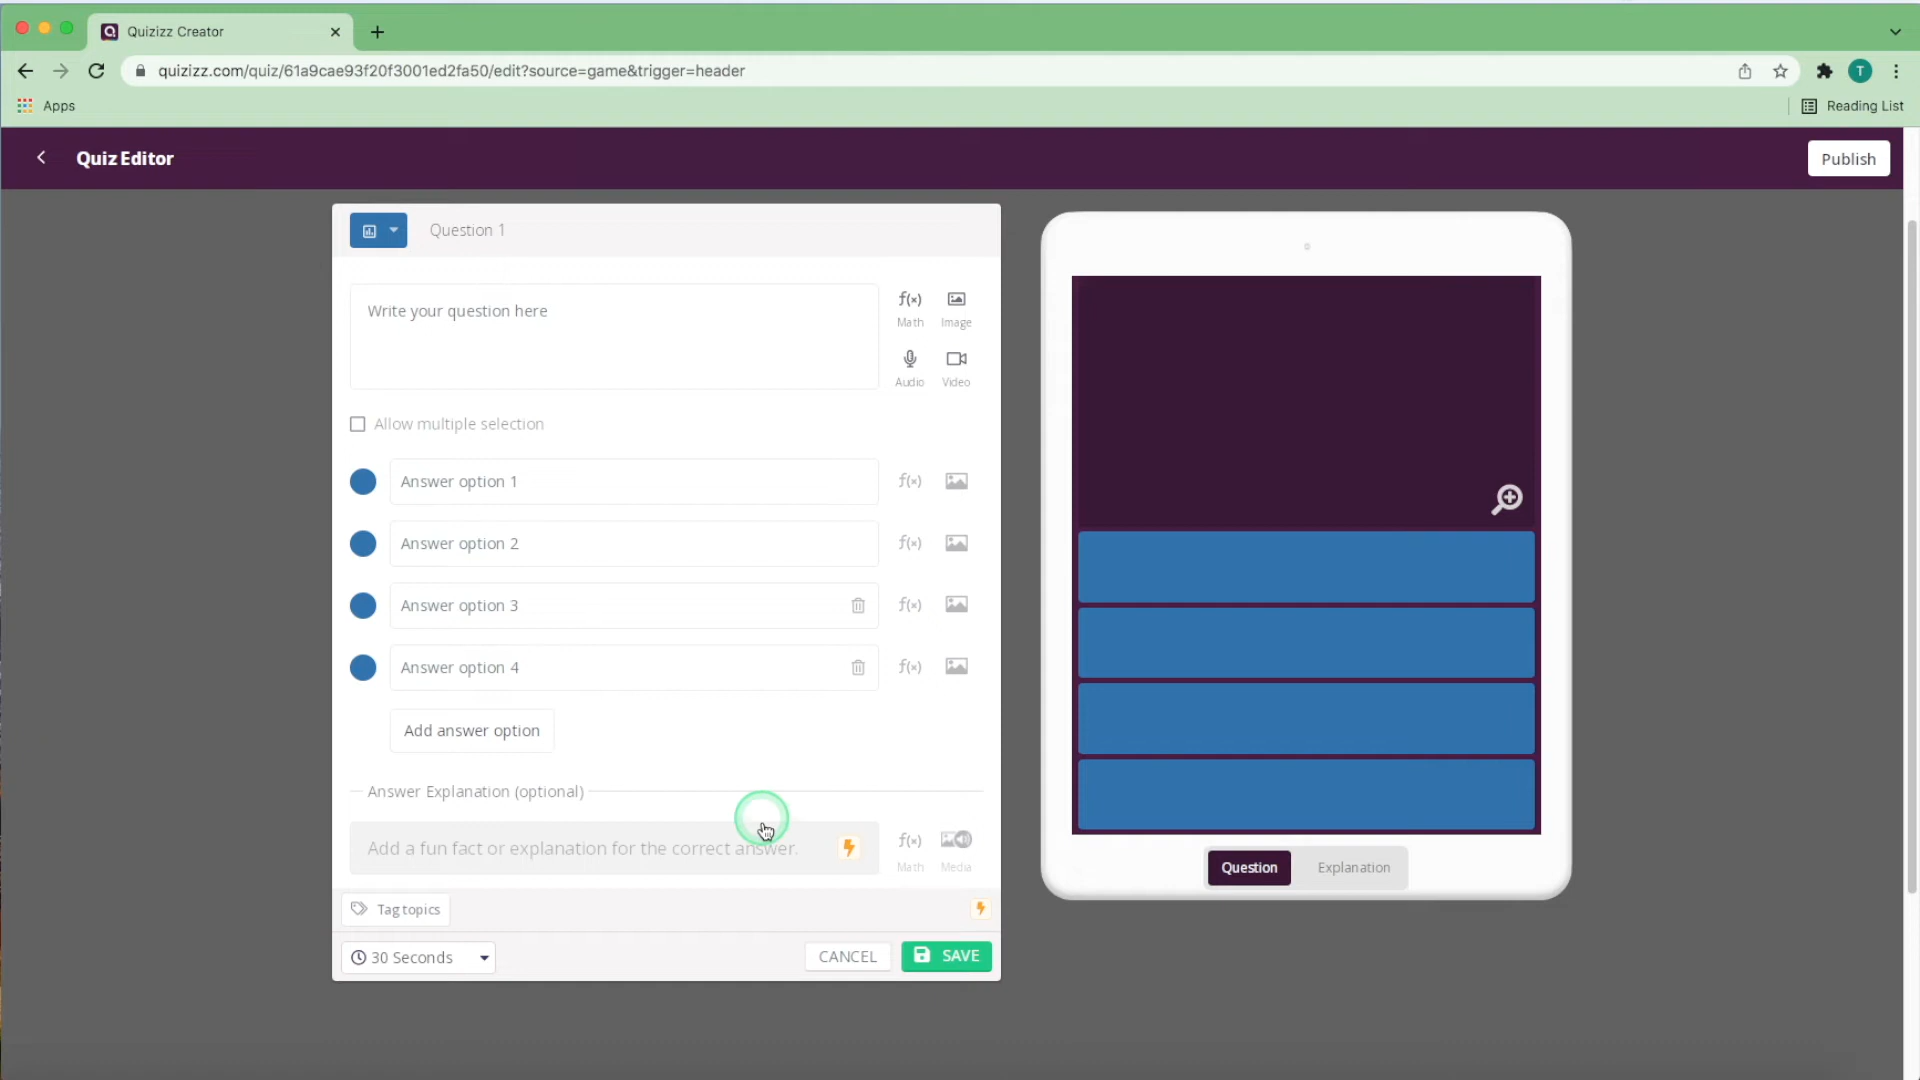 Quizizz Creator
quizizz.com/quiz/61a9cae93f20f3001ed2fa50/edit?source=game&trigger=header
T
Apps
Reading List
Quiz Editor
Publish
Question 1
Write your question here
f(x)
Math
Image
Audio
Video
Allow multiple selection
Answer option 1
f(x)
Answer option 2
f(x)
Answer option 3
f(x)
Answer option 4
f(x)
Add answer option
Answer Explanation (optional)
Add a fun fact or explanation for the correct answer.
f(x)
Math
Media
Question
Explanation
Tag topics
30 Seconds
CANCEL
SAVE